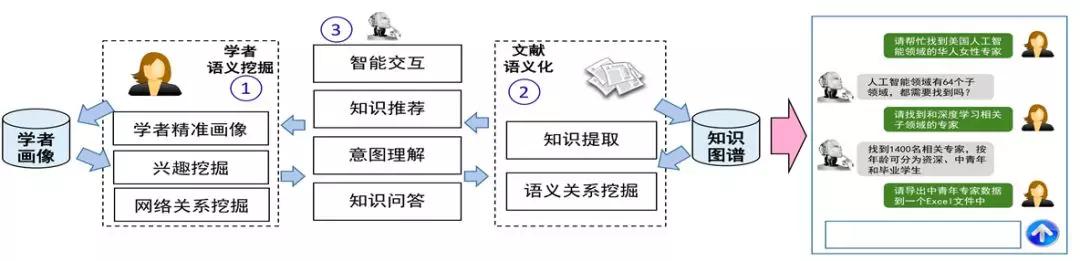 学者
画像
学者
语义挖掘
①
学者精准画像
兴趣挖掘
网络关系挖掘
③
智能交互
知识推荐
意图理解
知识问答
文献
语义化
②
知识提取
语义关系挖掘
知识
图谱
请帮忙找到美国人工智
能领域的华人女性专家
人工智能领域有64个子
领域，都需要找到吗？
请找到和深度学习相关
子领域的专家
找到1400名相关专家，按
年龄可分为资深、中青年
和毕业学生
请导出中青年专家数据
到一个Excel文件中